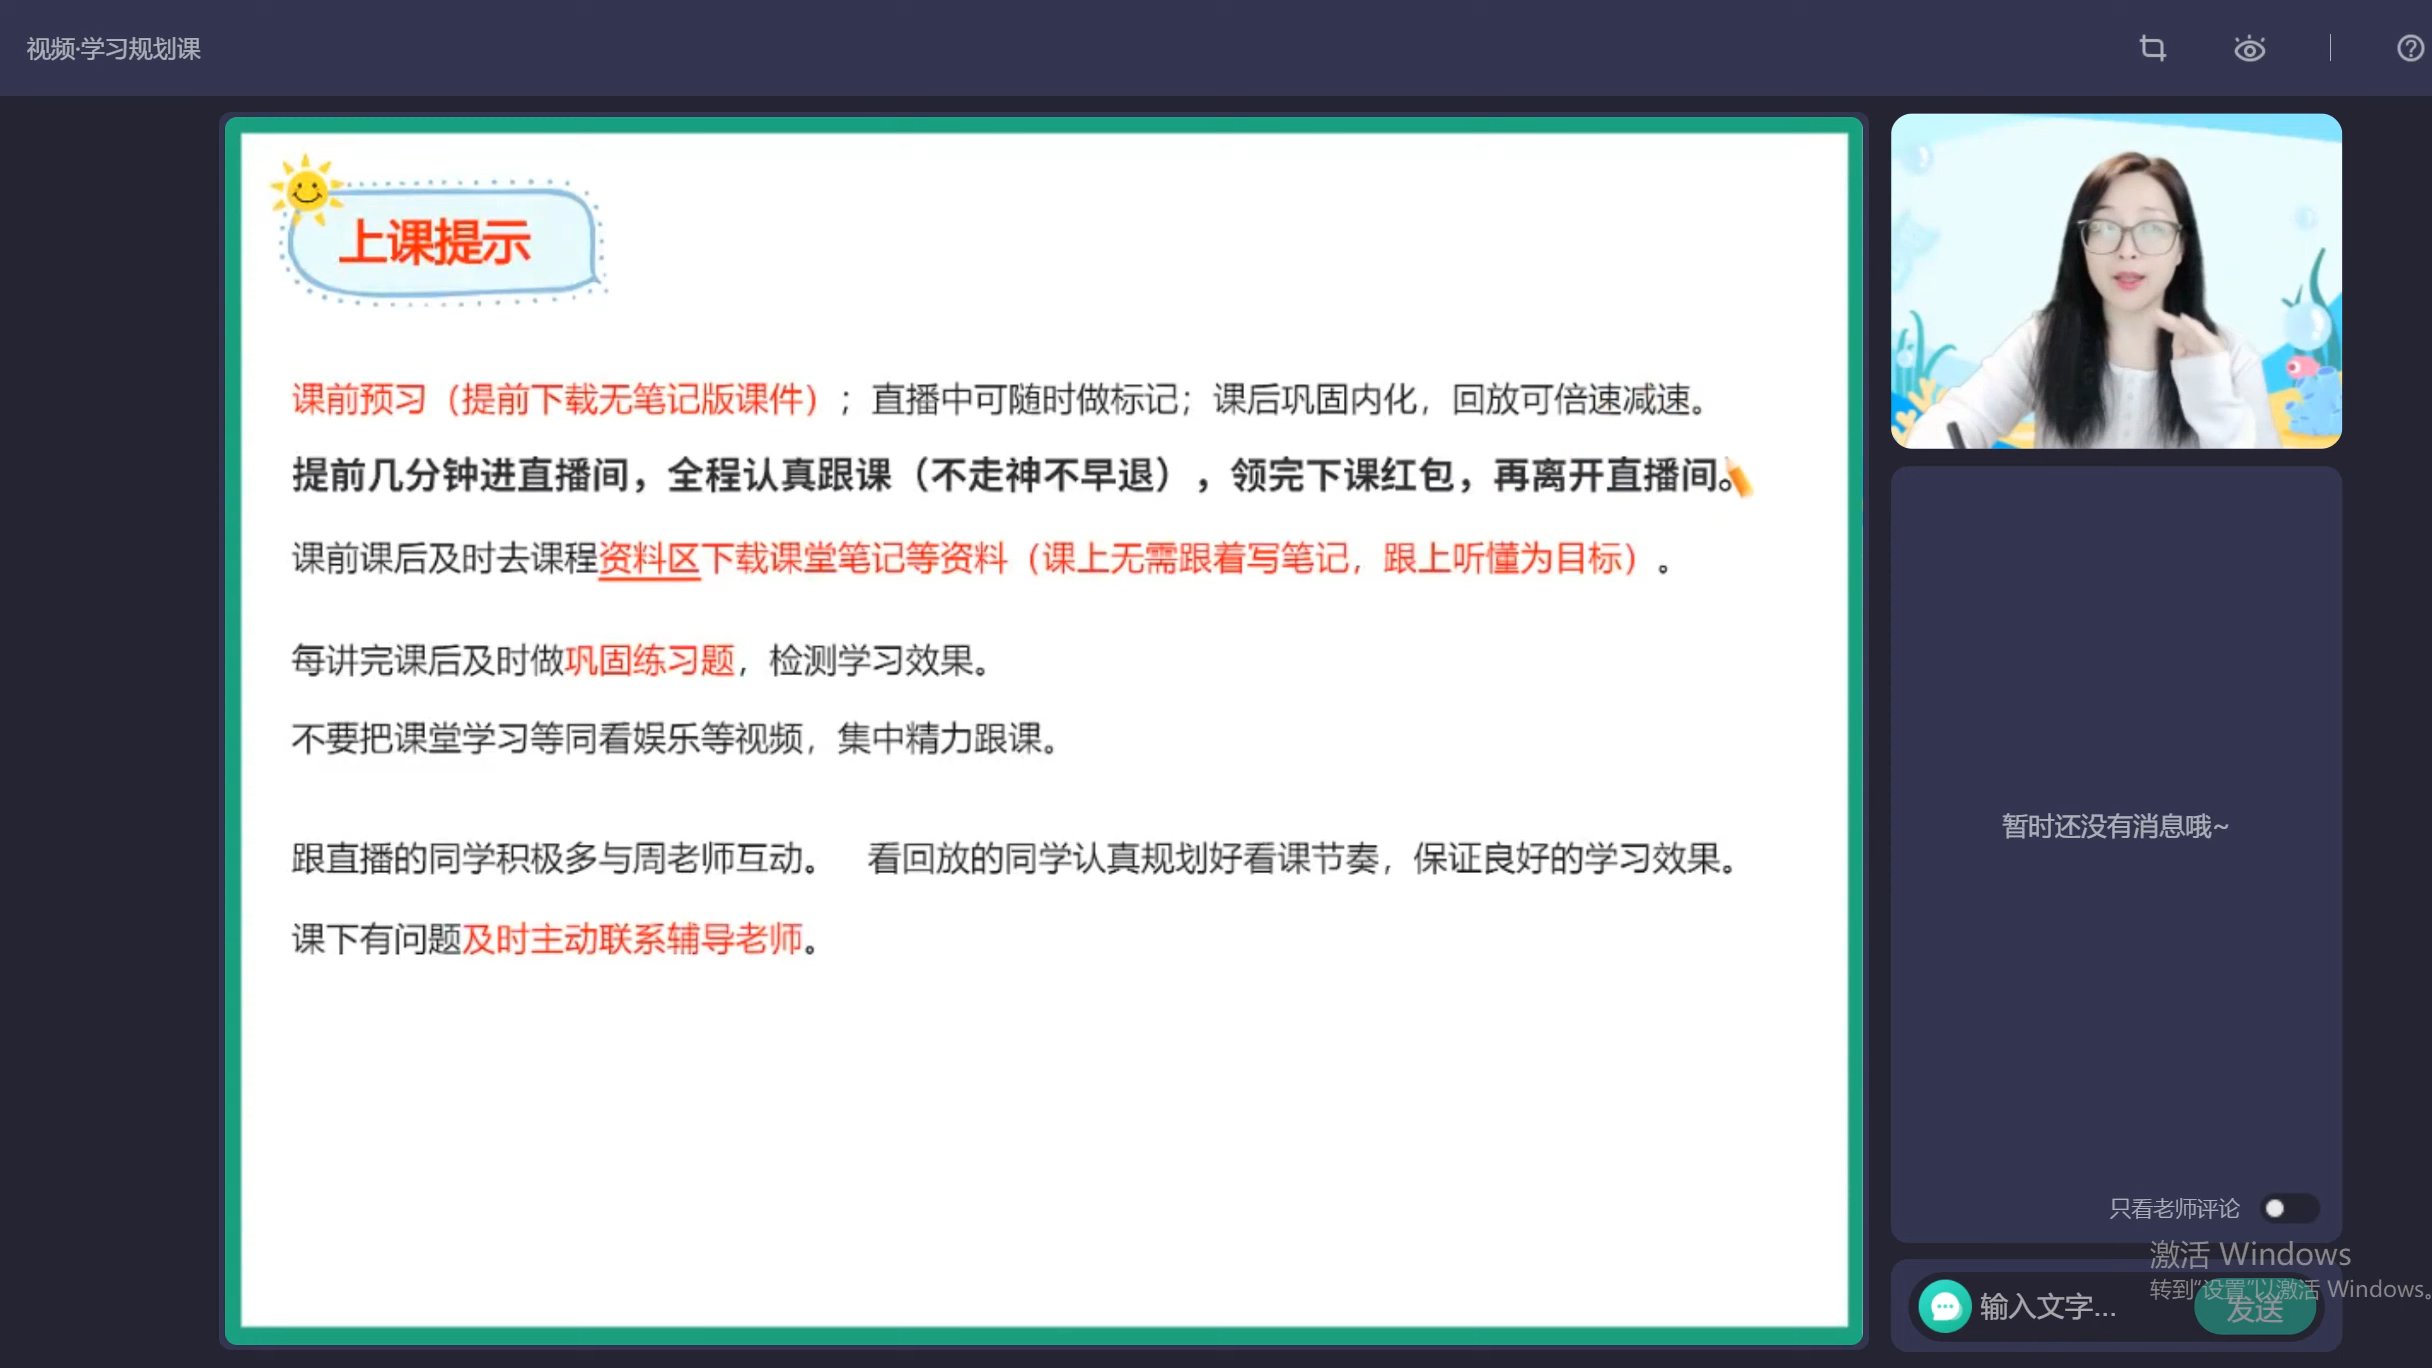 视频·学习规划课
上课提示
课前预习（提前下载无笔记版课件）；直播中可随时做标记；课后巩固内化，回放可倍速减速。
提前几分钟进直播间，全程认真跟课（不走神不早退），领完下课红包，再离开直播间。
课前课后及时去课程资料区下载课堂笔记等资料（课上无需跟着写笔记，跟上听懂为目标）。
每讲完课后及时做巩固练习题，检测学习效果。
不要把课堂学习等同看娱乐等视频，集中精力跟课。
跟直播的同学积极多与周老师互动。 看回放的同学认真规划好看课节奏，保证良好的学习效果。
课下有问题及时主动联系辅导老师。
暂时还没有消息哦~
只看老师评论
激活 Windows
转到“设置”以激活 Windows。
输入文字...
发送